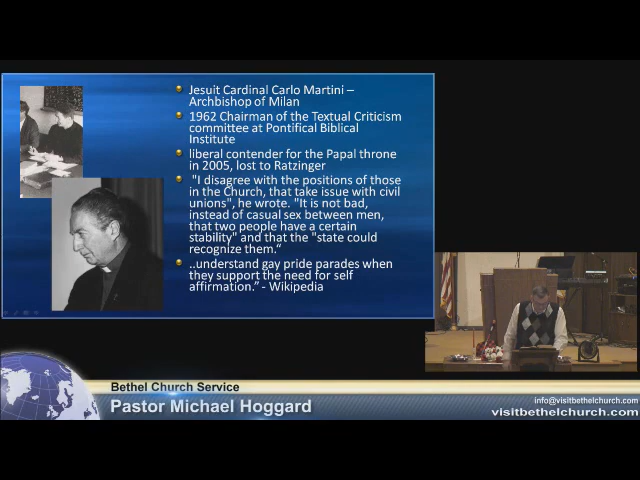 Jesuit Cardinal Carlo Martini –
Archbishop of Milan
1962 Chairman of the Textual Criticism
committee at Pontifical Biblical
Institute
liberal contender for the Papal throne
in 2005, lost to Ratzinger
"I disagree with the positions of those
in the Church, that take issue with civil
unions", he wrote. "It is not bad,
instead of casual sex between men,
that two people have a certain
stability" and that the "state could
recognize them.“
..understand gay pride parades when
they support the need for self
affirmation.” - Wikipedia
Bethel Church Service
Pastor Michael Hoggard
info@visitbethelchurch.com
visitbethelchurch.com